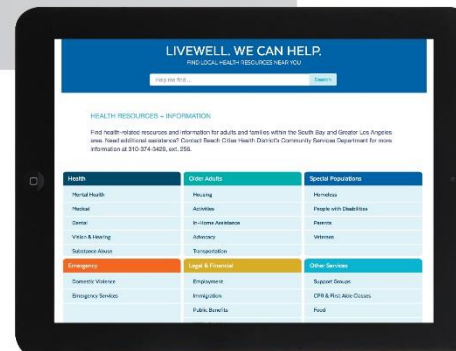 LIVEWELL. WE CAN HELP.
FIND LOCAL HEALTH RESOURCES NEAR YOU
Help me find ...
Search
HEALTH RESOURCES + INFORMATION
Find health-related resources and information for adults and families within the South Bay and Greater Los Angeles
area. Need additional assistance? Contact Beach Cities Health District's Community Services Department for more
information at 310-374-3426, ext. 256.
Health
Mental Health
Medical
Dental
Vision & Hearing
Substance Abuse
Older Adults
Housing
Activities
In-Home Assistance
Advocacy
Transportation
Special Populations
Homeless
People with Disabilities
Parents
Veterans
Emergency
Domestic Violence
Emergency Services
Legal & Financial
Employment
Immigration
Public Benefits
Other Services
Support Groups
CPR & First Aide Classes
Food